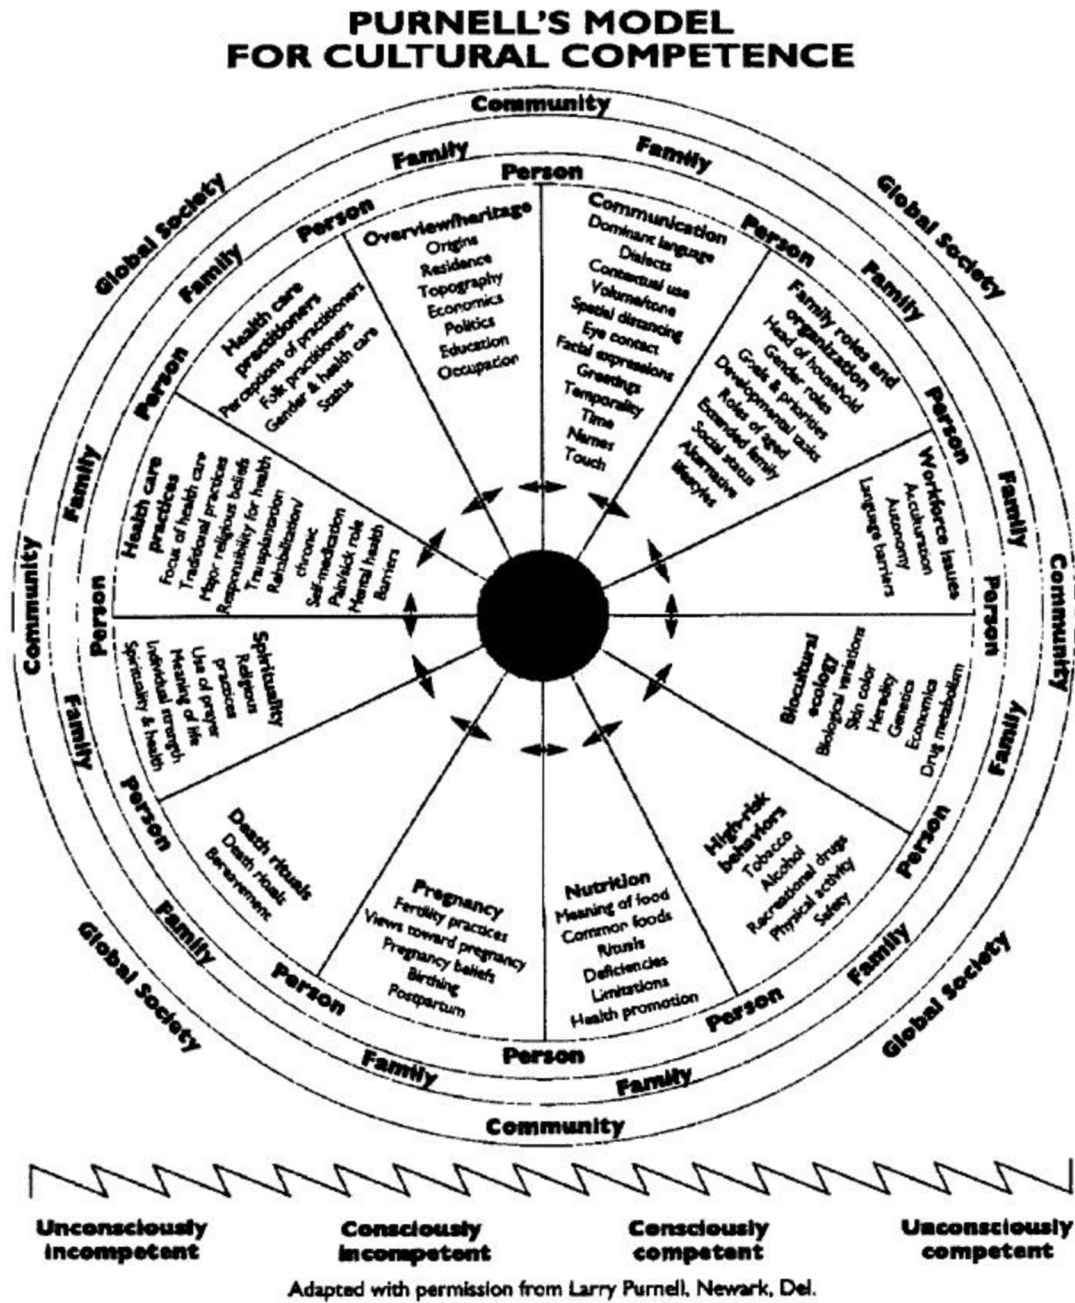 PURNELL'S MODEL
FOR CULTURAL COMPETENCE
Community
Family
Family
Person
Global Society
Global Society
Person
Person
Family
Family
Person
Person
Family
Family
Community
Community
Person
Person
Family
Family
Person
Person
Family
Family
Person
Person
Person
Family
Family
Global Society
Global Society
Community
Overview/heritage
Origins
Residence
Topography
Economics
Politics
Education
Occupation
Communication
Dominant language
Dialects
Contextual use
Volume/tone
Spatial distancing
Eye contact
Facial expressions
Greetings
Temporality
Time
Names
Touch
Family roles and
organization
Head of household
Gender roles
Goals & priorities
Developmental tasks
Roles of aged
Extended family
Social status
Alternative
lifestyles
Workforce issues
Acculturation
Autonomy
Language barriers
Biocultural
ecology
Biological variations
Skin color
Heredity
Genetics
Economics
Drug metabolism
High-risk
behaviors
Tobacco
Alcohol
Recreational drugs
Physical activity
Safety
Nutrition
Meaning of food
Common foods
Rituals
Deficiencies
Limitations
Health promotion
Pregnancy
Fertility practices
Views toward pregnancy
Pregnancy beliefs
Birthing
Postpartum
Death rituals
Death rituals
Bereavement
Spirituality
Religious
practices
Use of prayer
Meaning of life
Individual strength
Spirituality & health
Health care
practices
Focus of health care
Traditional practices
Major religious beliefs
Responsibility for health
Transplantation
Rehabilitation/
chronic
Self-medication
Pain/sick role
Mental health
Barriers
Health care
practitioners
Perceptions of practitioners
Folk practitioners
Gender & health care
Status
Unconsciously
incompetent
Consciously
incompetent
Consciously
competent
Unconsciously
competent
Adapted with permission from Larry Purnell, Newark, Del.